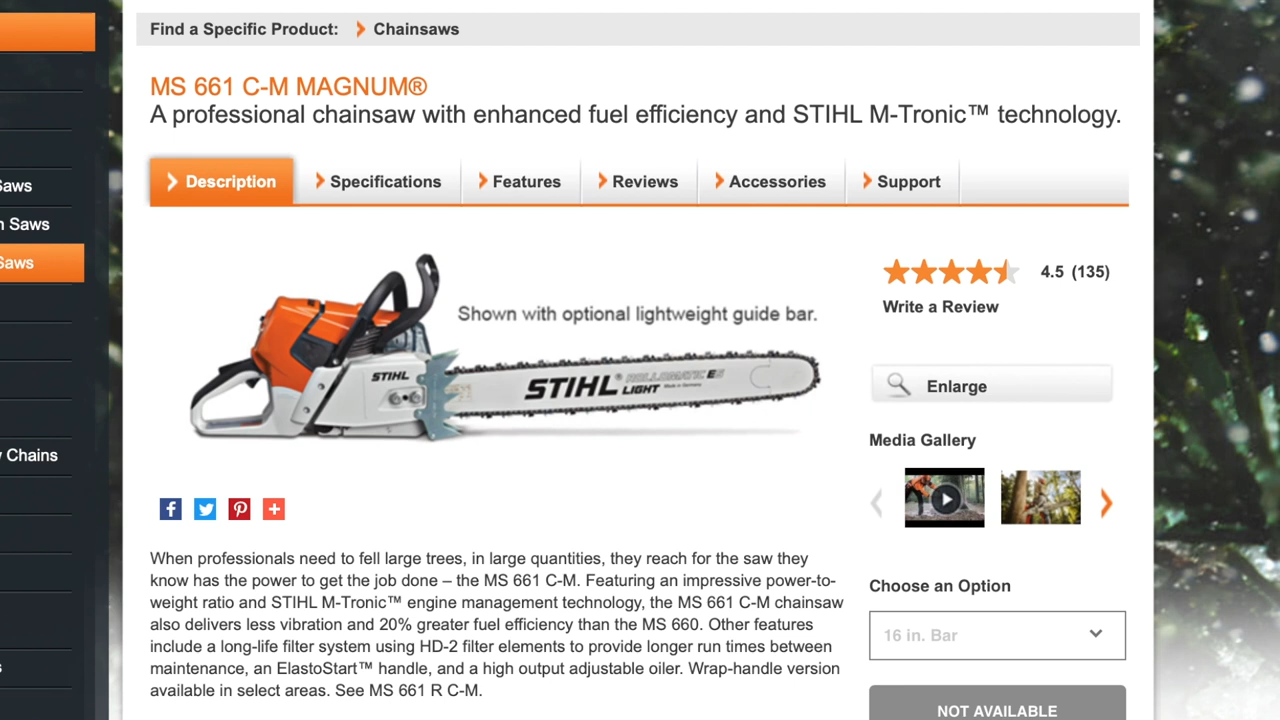 Find a Specific Product: Chainsaws
MS 661 C-M MAGNUM®
A professional chainsaw with enhanced fuel efficiency and STIHL M-Tronic™ technology.
Description Specifications Features Reviews Accessories Support
Saws
Saws
Saws
Chains
4.5 (135)
Write a Review
Shown with optional lightweight guide bar.
STIHL
STIHL® ROLLOMATIC ES
LIGHT Made in Germany
Enlarge
Media Gallery
When professionals need to fell large trees, in large quantities, they reach for the saw they
know has the power to get the job done – the MS 661 C-M. Featuring an impressive power-to-
weight ratio and STIHL M-Tronic™ engine management technology, the MS 661 C-M chainsaw
also delivers less vibration and 20% greater fuel efficiency than the MS 660. Other features
include a long-life filter system using HD-2 filter elements to provide longer run times between
maintenance, an ElastoStart™ handle, and a high output adjustable oiler. Wrap-handle version
available in select areas. See MS 661 R C-M.
Choose an Option
16 in. Bar
NOT AVAILABLE